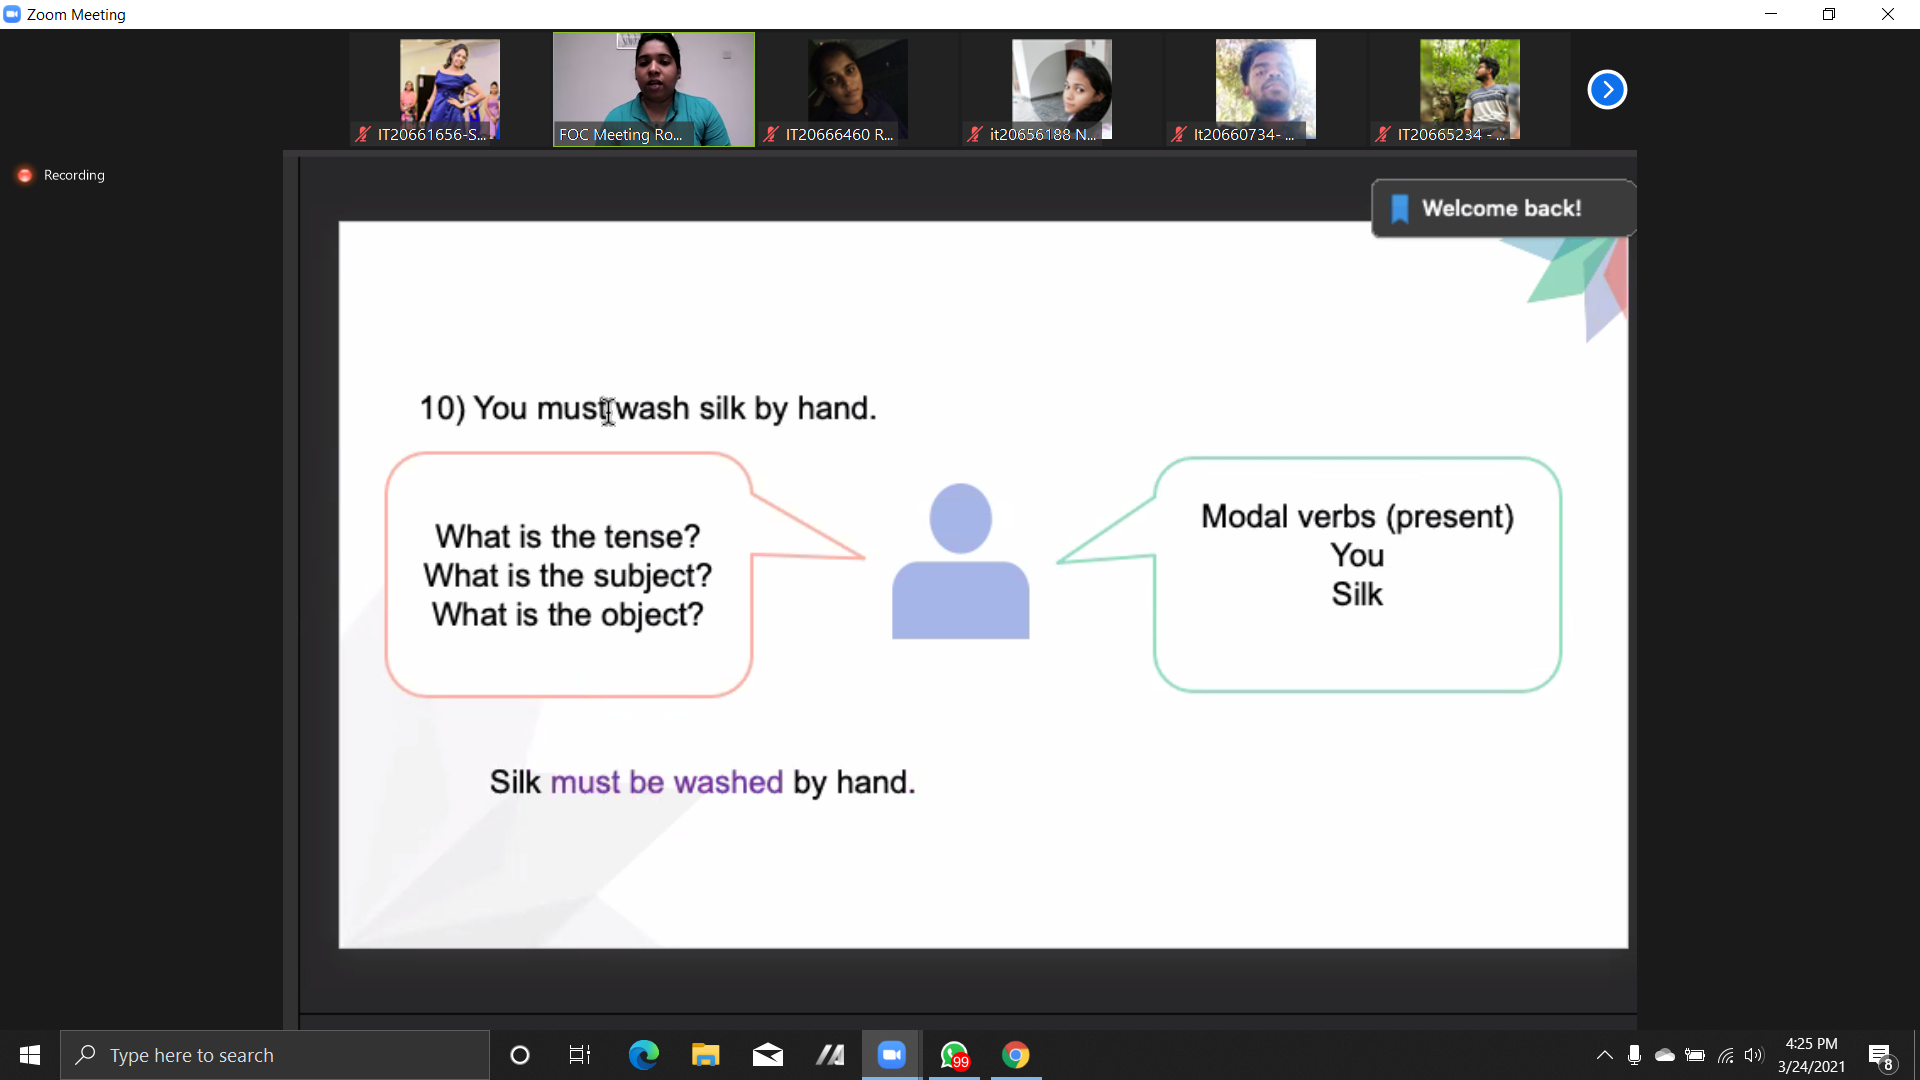 Zoom Meeting
IT20661656-S...
FOC Meeting Ro...
IT20666460 R...
it20656188 N...
It20660734- ...
IT20665234 - ...
Recording
Welcome back!
10) You must wash silk by hand.
What is the tense?
What is the subject?
What is the object?
Modal verbs (present)
You
Silk
Silk must be washed by hand.
Type here to search
99
4:25 PM
3/24/2021
8